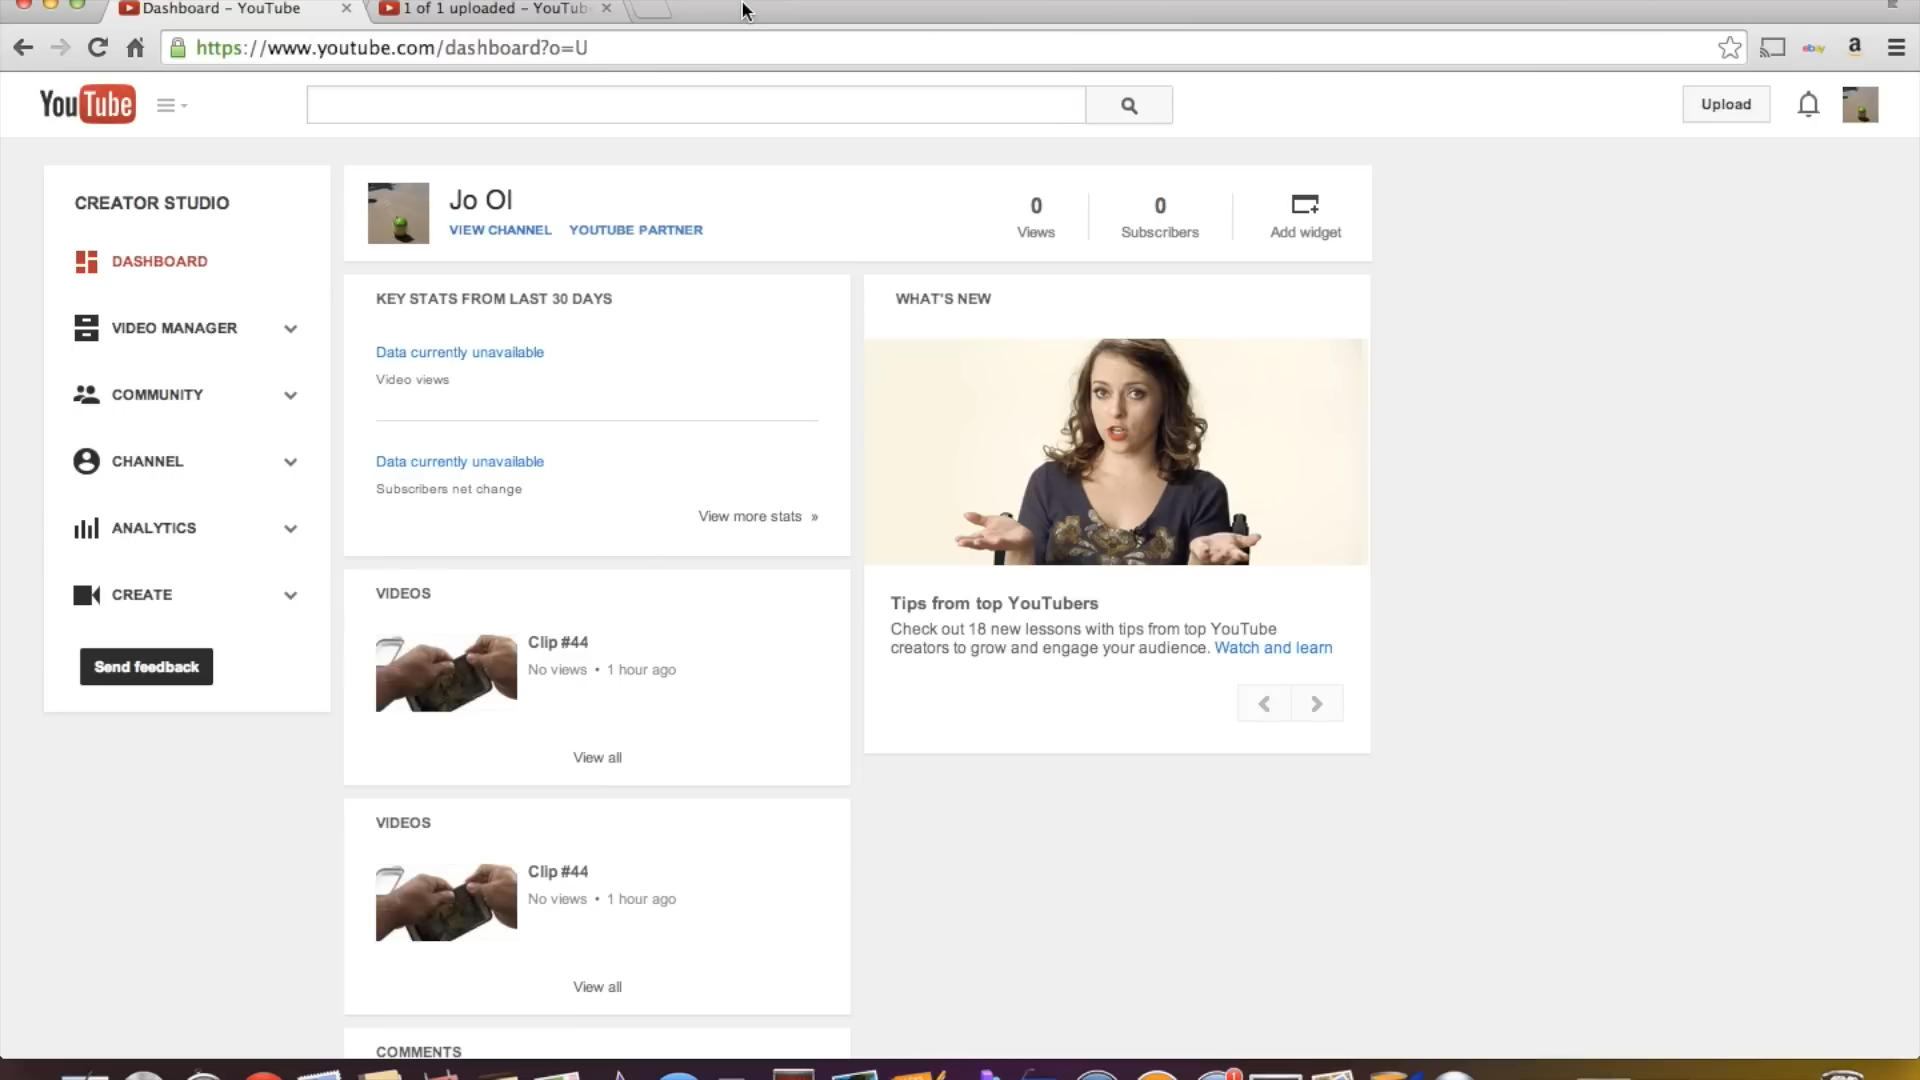 Dashboard – YouTube
1 of 1 uploaded – YouTub
https://www.youtube.com/dashboard?o=U
ebay
a
YouTube
Upload
CREATOR STUDIO
DASHBOARD
VIDEO MANAGER
COMMUNITY
CHANNEL
ANALYTICS
CREATE
Send feedback
Jo Ol
VIEW CHANNEL YOUTUBE PARTNER
0
Views
0
Subscribers
Add widget
KEY STATS FROM LAST 30 DAYS
Data currently unavailable
Video views
Data currently unavailable
Subscribers net change
View more stats »
VIDEOS
Clip #44
No views • 1 hour ago
View all
VIDEOS
Clip #44
No views • 1 hour ago
View all
COMMENTS
WHAT'S NEW
Tips from top YouTubers
Check out 18 new lessons with tips from top YouTube
creators to grow and engage your audience. Watch and learn
1